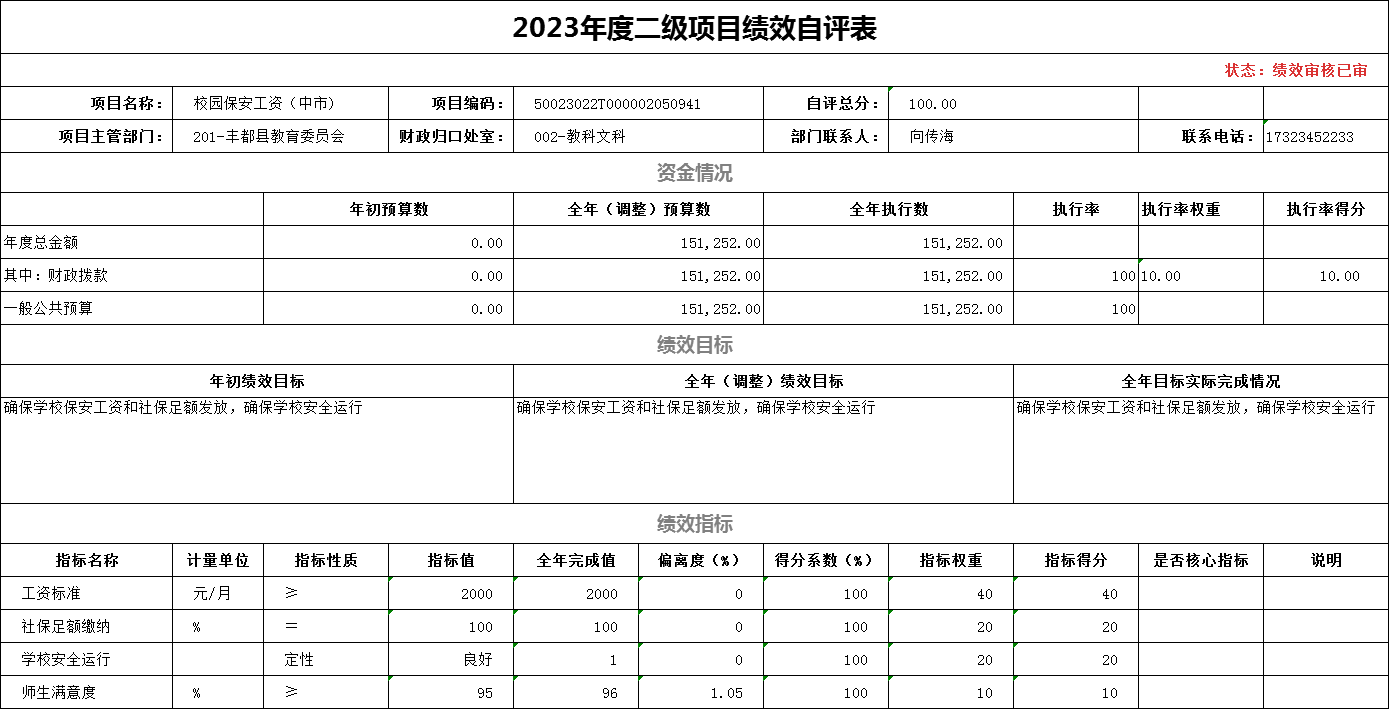 2023年度二级项目绩效自评表
状态：绩效审核已审
项目名称： 校园保安工资（中市） 项目编码： 50023022T000002050941 自评总分： 100.00
项目主管部门： 201-丰都县教育委员会 财政归口处室： 002-教科文科 部门联系人： 向传海 联系电话： 17323452233
资金情况
年初预算数 全年（调整）预算数 全年执行数 执行率 执行率权重 执行率得分
年度总金额 0.00 151,252.00 151,252.00
其中：财政拨款 0.00 151,252.00 151,252.00 100 10.00 10.00
一般公共预算 0.00 151,252.00 151,252.00 100
绩效目标
年初绩效目标 全年（调整）绩效目标 全年目标实际完成情况
确保学校保安工资和社保足额发放，确保学校安全运行 确保学校保安工资和社保足额发放，确保学校安全运行 确保学校保安工资和社保足额发放，确保学校安全运行
绩效指标
指标名称 计量单位 指标性质 指标值 全年完成值 偏离度（%） 得分系数（%） 指标权重 指标得分 是否核心指标 说明
工资标准 元/月 ≥ 2000 2000 0 100 40 40
社保足额缴纳 % ＝ 100 100 0 100 20 20
学校安全运行 定性 良好 1 0 100 20 20
师生满意度 % ≥ 95 96 1.05 100 10 10